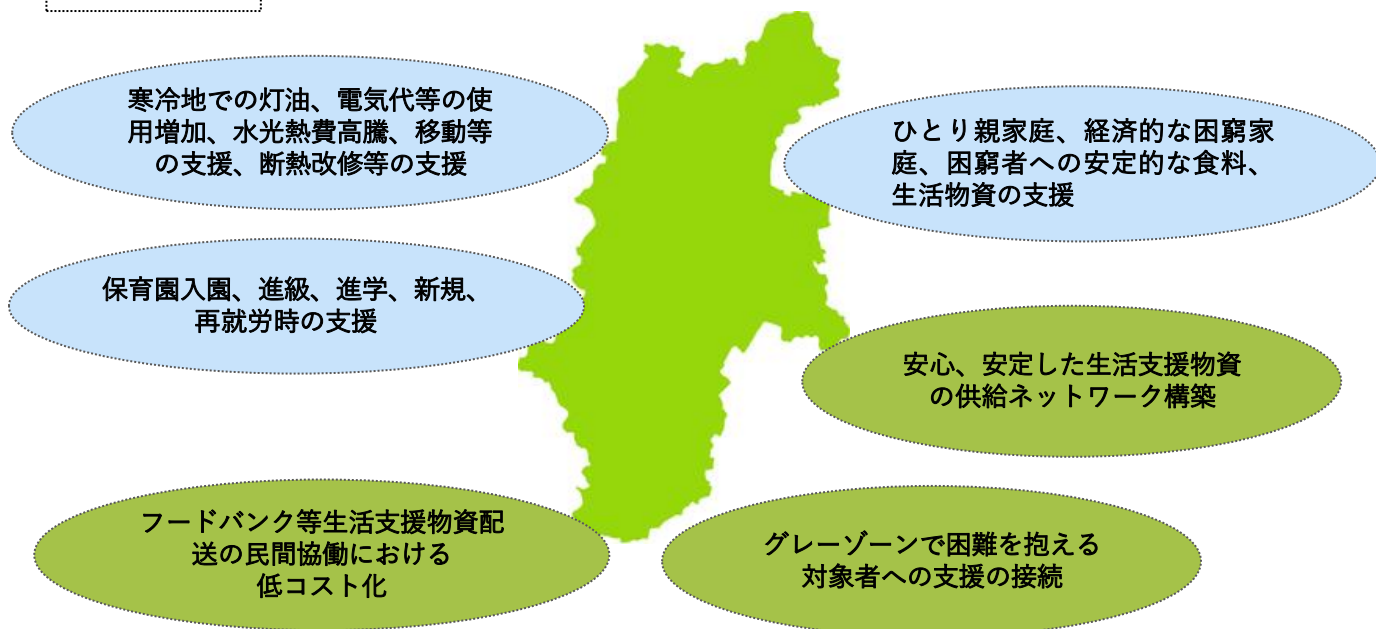 寒冷地での灯油、電気代等の使
用増加、水光熱費高騰、移動等
の支援、断熱改修等の支援
ひとり親家庭、経済的な困窮家
庭、困窮者への安定的な食料、
生活物資の支援
保育園入園、進級、進学、新規、
再就労時の支援
安心、安定した生活支援物資
の供給ネットワーク構築
フードバンク等生活支援物資配
送の民間協働における
低コスト化
グレーゾーンで困難を抱える
対象者への支援の接続